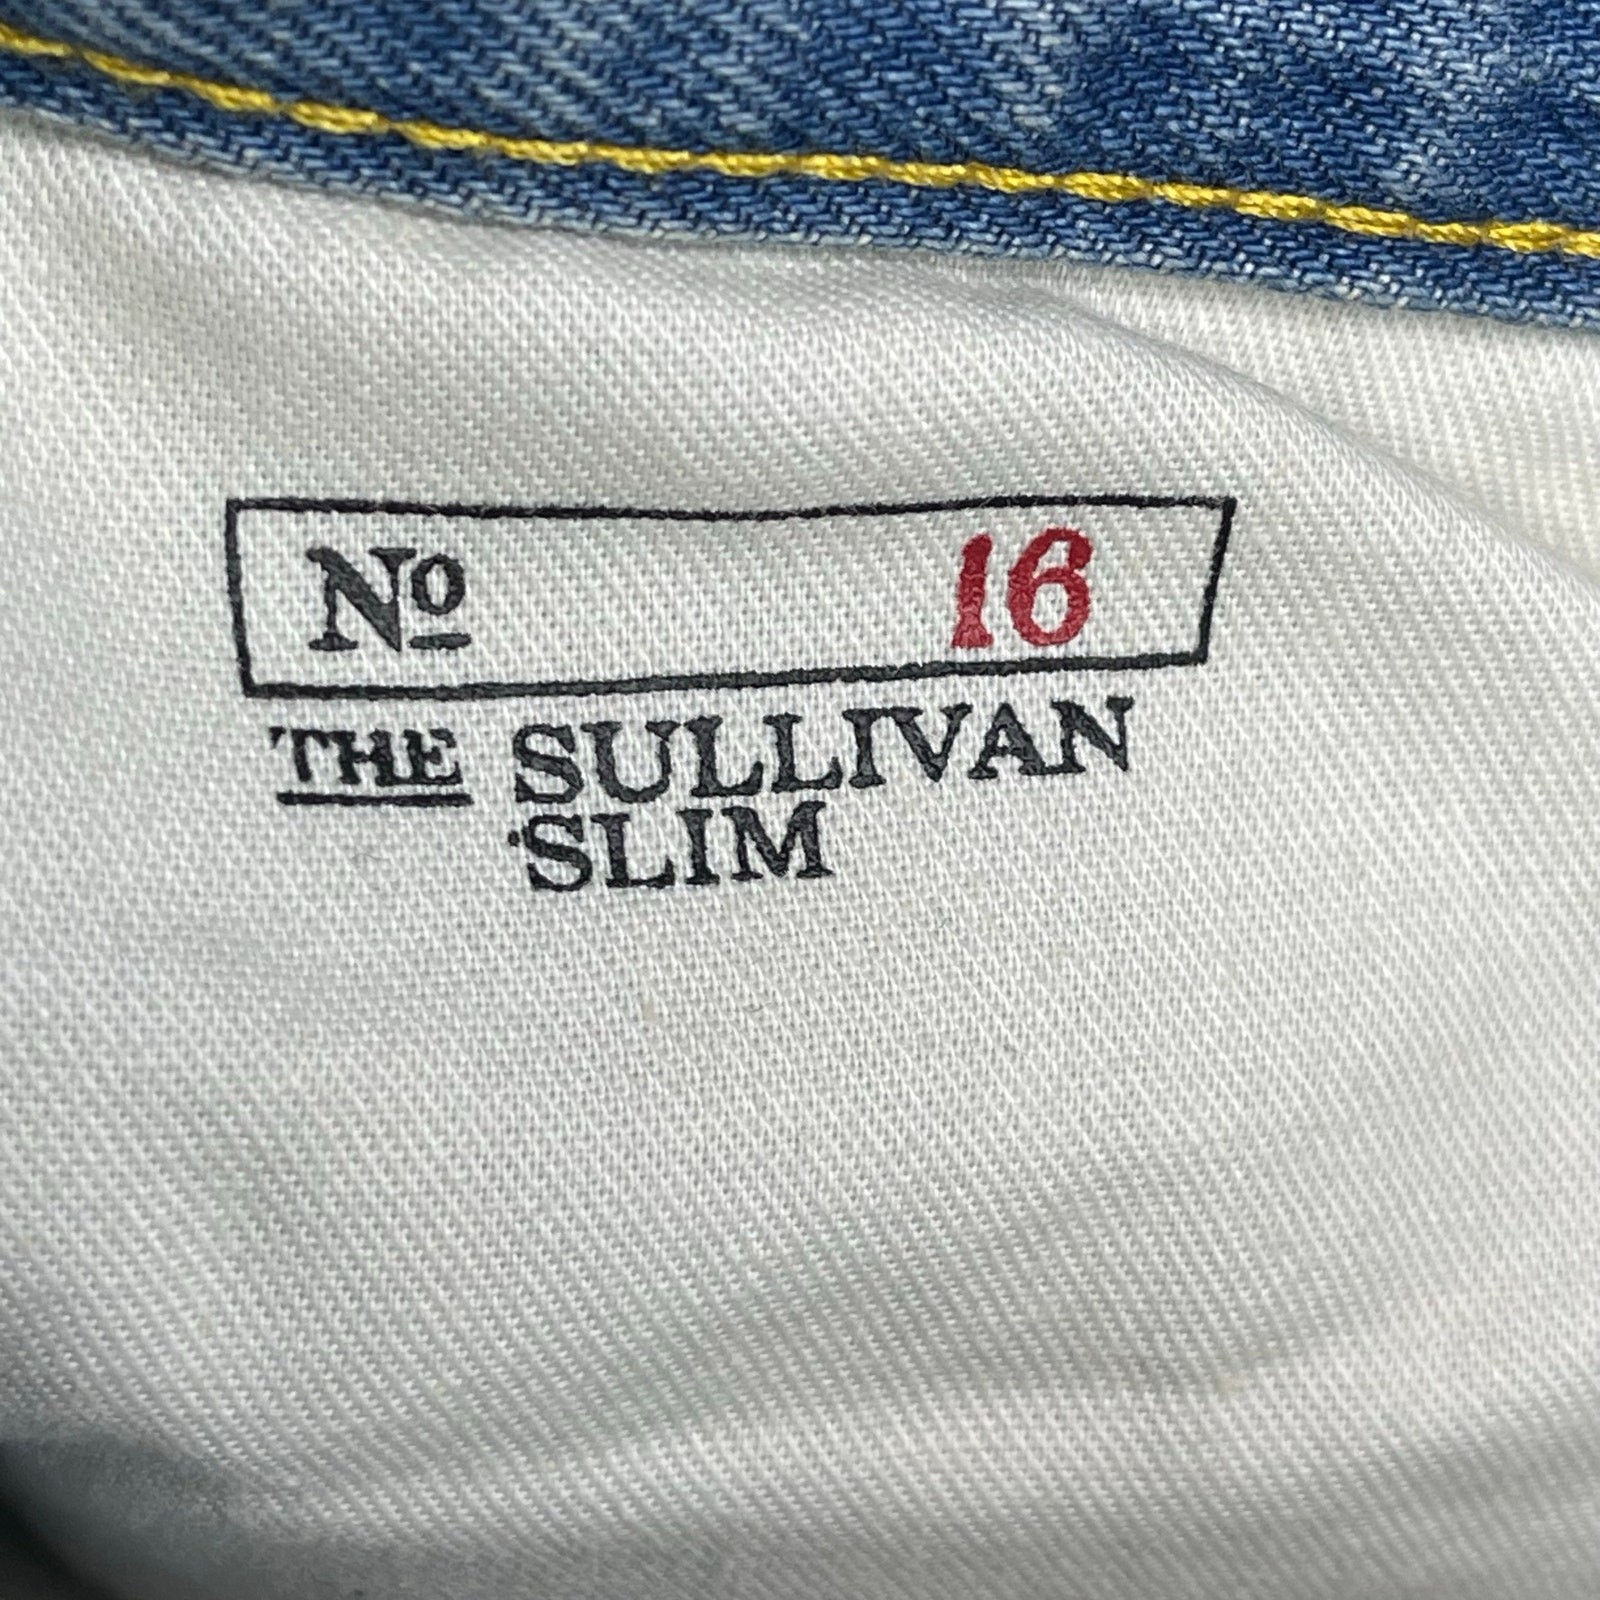 No 16
THE SULLIVAN
SLIM